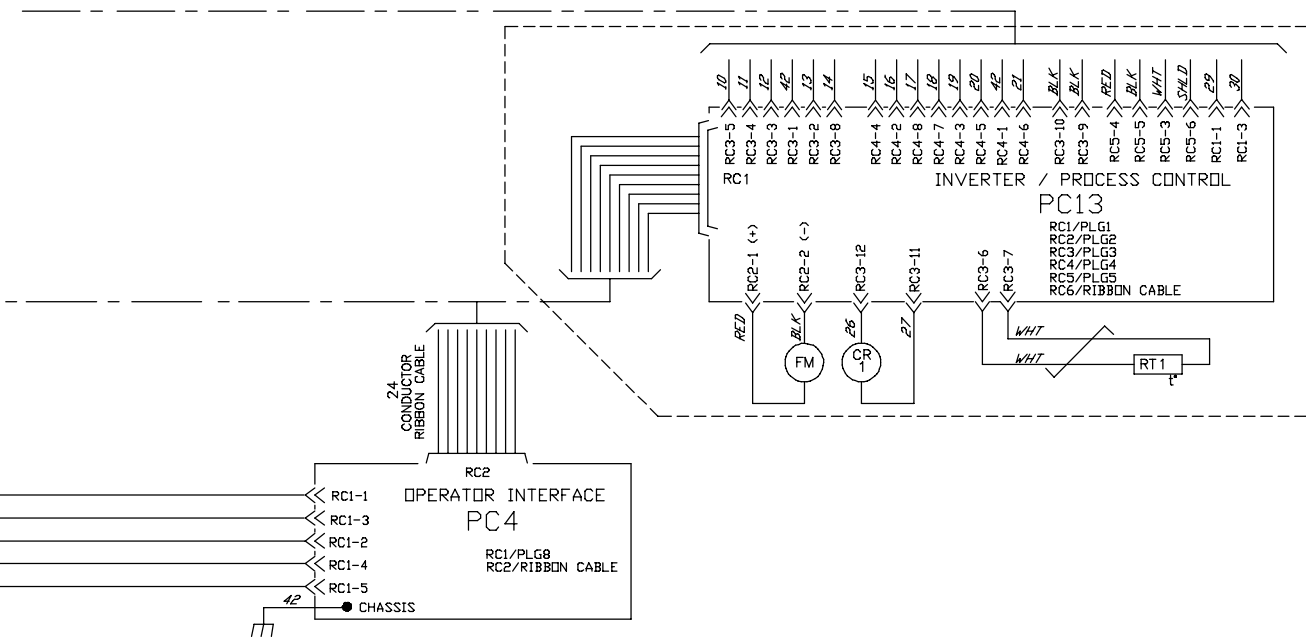 10 11 12 42 13 14 15 16 17 18 19 20 42 21 BLK BLK RED BLK WHT SHLD 29 30
RC3-5 RC3-4 RC3-3 RC3-1 RC3-2 RC3-8 RC4-4 RC4-2 RC4-8 RC4-7 RC4-3 RC4-5 RC4-1 RC4-6 RC3-10 RC3-9 RC5-4 RC5-5 RC5-3 RC5-6 RC1-1 RC1-3
RC1
INVERTER / PROCESS CONTROL
PC13
RC1/PLG1
RC2/PLG2
RC3/PLG3
RC4/PLG4
RC5/PLG5
RC6/RIBBON CABLE
RC2-1 (+) RC2-2 (-) RC3-12 RC3-11 RC3-6 RC3-7
RED BLK 26 27
WHT
WHT
FM
CR
1
RT1
t°
24
CONDUCTOR
RIBBON CABLE
RC2
OPERATOR INTERFACE
PC4
RC1/PLG8
RC2/RIBBON CABLE
RC1-1
RC1-3
RC1-2
RC1-4
RC1-5
42
CHASSIS